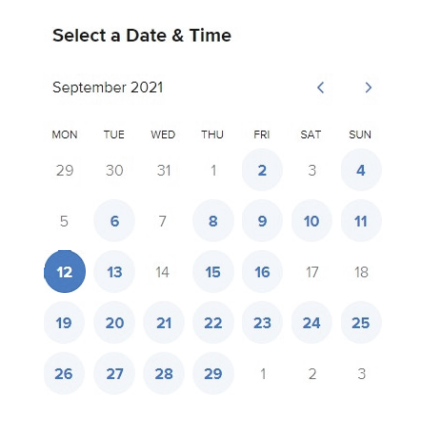 Select a Date & Time
September 2021
MON TUE WED THU FRI SAT SUN
29 30 31 1 2 3 4
5 6 7 8 9 10 11
12 13 14 15 16 17 18
19 20 21 22 23 24 25
26 27 28 29 1 2 3